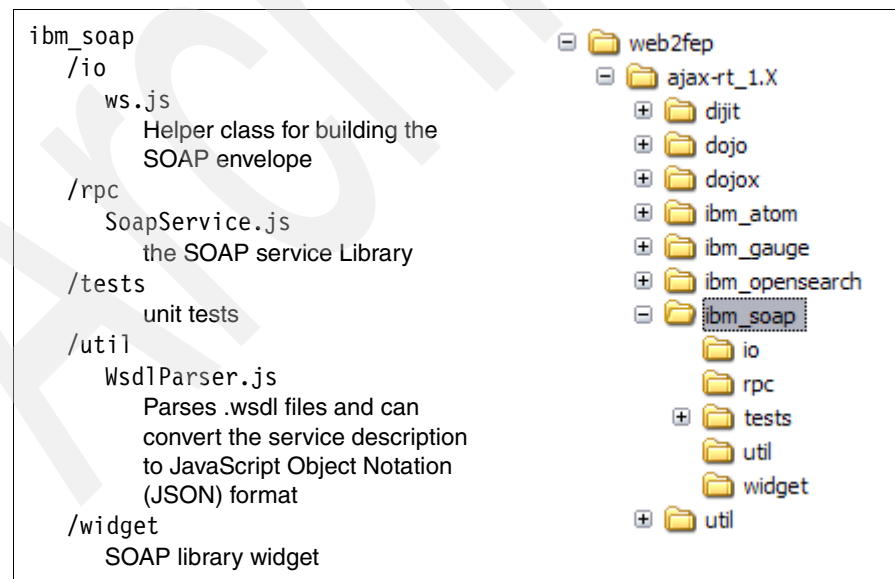 ibm_soap
/io
ws.js
Helper class for building the
SOAP envelope
/rpc
SoapService.js
the SOAP service Library
/tests
unit tests
/util
WsdlParser.js
Parses .wsdl files and can
convert the service description
to JavaScript Object Notation
(JSON) format
/widget
SOAP library widget
web2fep
ajax-rt_1.X
dijit
dojo
dojox
ibm_atom
ibm_gauge
ibm_opensearch
ibm_soap
io
rpc
tests
util
widget
util